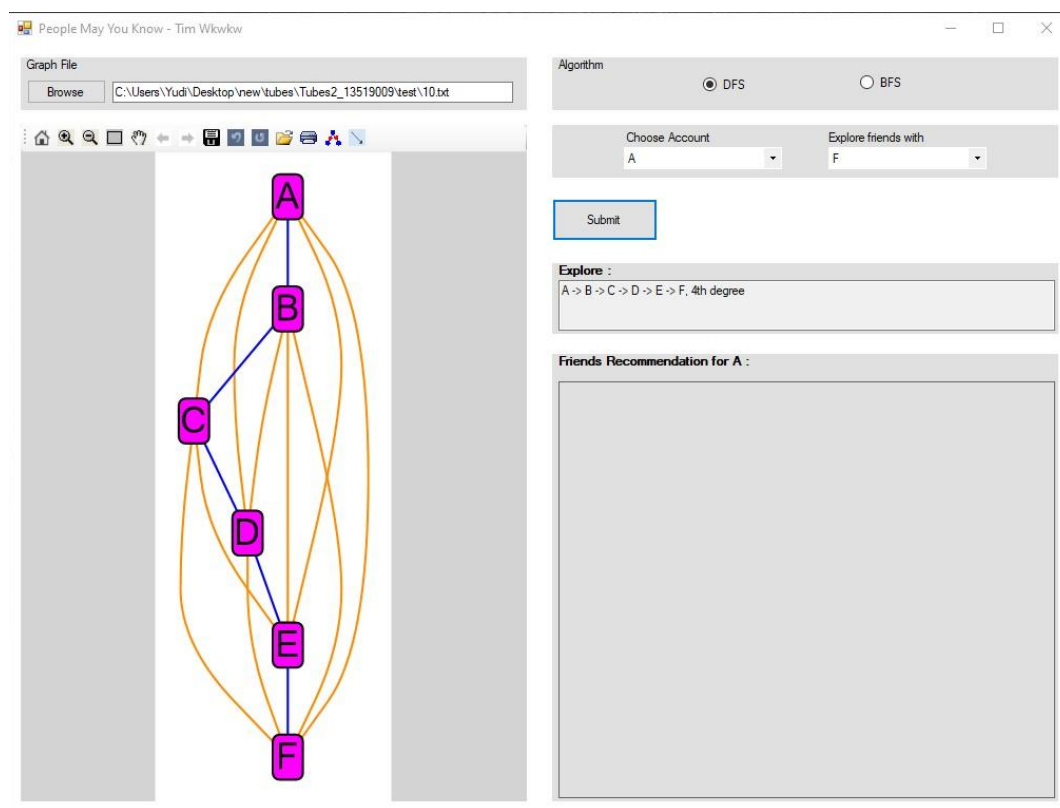 People May You Know - Tim Wkwkw
Graph File
Browse
C:\Users\Yudi\Desktop\new\tubes\Tubes2_13519009\test\10.txt
Algorithm
DFS
BFS
Choose Account
Explore friends with
A
F
Submit
Explore :
A -> B -> C -> D -> E -> F, 4th degree
Friends Recommendation for A :
A
B
C
D
E
F